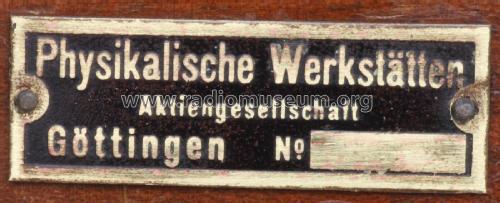 Physikalische Werkstätten
www.radiomuseum.org
Aktiengesellschaft
Göttingen Nº